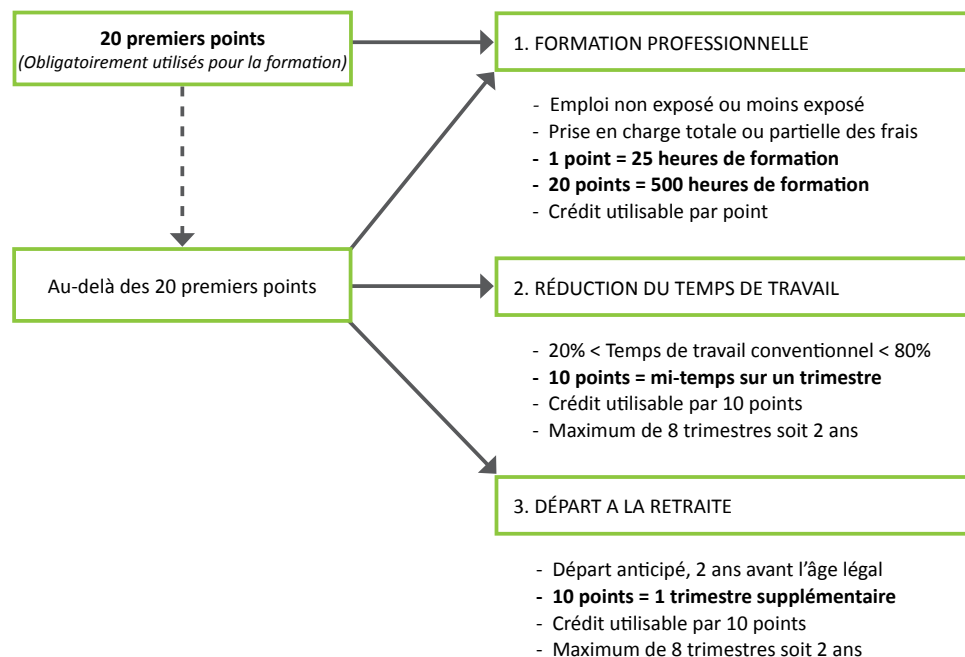 20 premiers points
(Obligatoirement utilisés pour la formation)
1. FORMATION PROFESSIONNELLE
- Emploi non exposé ou moins exposé
- Prise en charge totale ou partielle des frais
- 1 point = 25 heures de formation
- 20 points = 500 heures de formation
- Crédit utilisable par point
Au-delà des 20 premiers points
2. RÉDUCTION DU TEMPS DE TRAVAIL
- 20% < Temps de travail conventionnel < 80%
- 10 points = mi-temps sur un trimestre
- Crédit utilisable par 10 points
- Maximum de 8 trimestres soit 2 ans
3. DÉPART A LA RETRAITE
- Départ anticipé, 2 ans avant l’âge légal
- 10 points = 1 trimestre supplémentaire
- Crédit utilisable par 10 points
- Maximum de 8 trimestres soit 2 ans